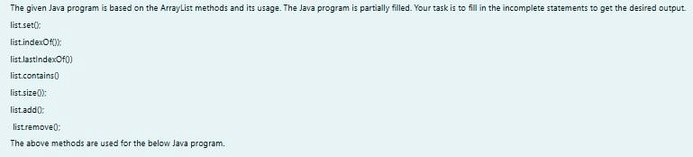 The given Java program is based on the ArrayList methods and its usage. The Java program is partially filled. Your task is to fill in the incomplete statements to get the desired output.
list.set();
list.indexOf());
list.lastIndexOf())
list.contains()
list.size());
list.add();
list.remove();
The above methods are used for the below Java program.